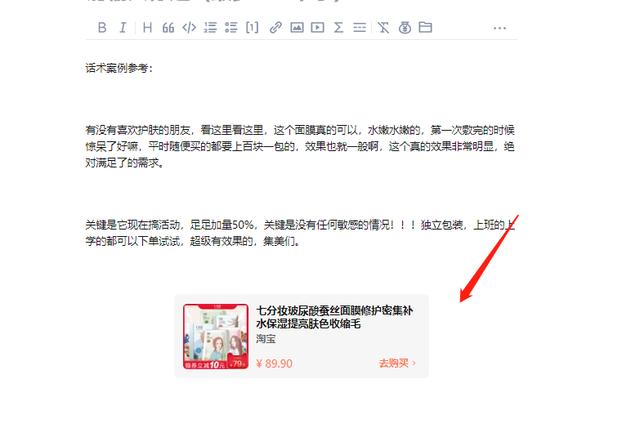 B I H 66 </> [1] Σ
话术案例参考：
有没有喜欢护肤的朋友，看这里看这里，这个面膜真的可以，水嫩水嫩的，第一次敷完的时候
惊呆了好嘛，平时随便买的都要上百块一包的，效果也就一般啊，这个真的效果非常明显，绝
对满足了的需求。
关键是它现在搞活动，足足加量50%，关键是没有任何敏感的情况！！！独立包装，上班的上
学的都可以下单试试，超级有效果的，集美们。
七分妆玻尿酸蚕丝面膜修护密集补
水保湿提亮肤色收缩毛
淘宝
¥ 89.90 去购买 ›
领券立减10元 79